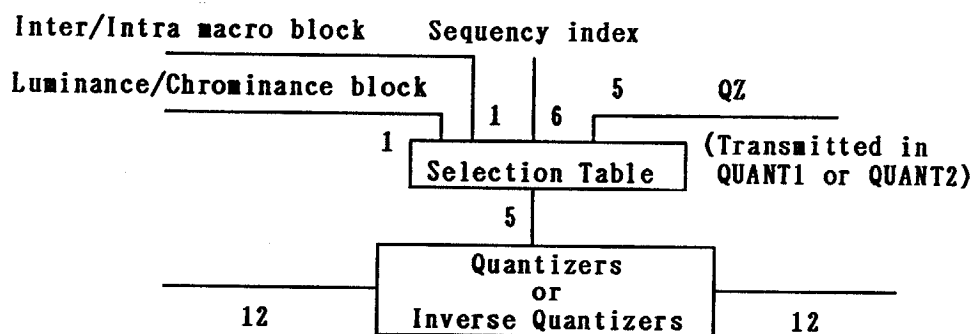 Inter/Intra macro block
Sequency index
Luminance/Chrominance block
5
QZ
1
6
1
(Transmitted in
Selection Table
QUANT1 or QUANT2)
5
Quantizers
or
12
Inverse Quantizers
12